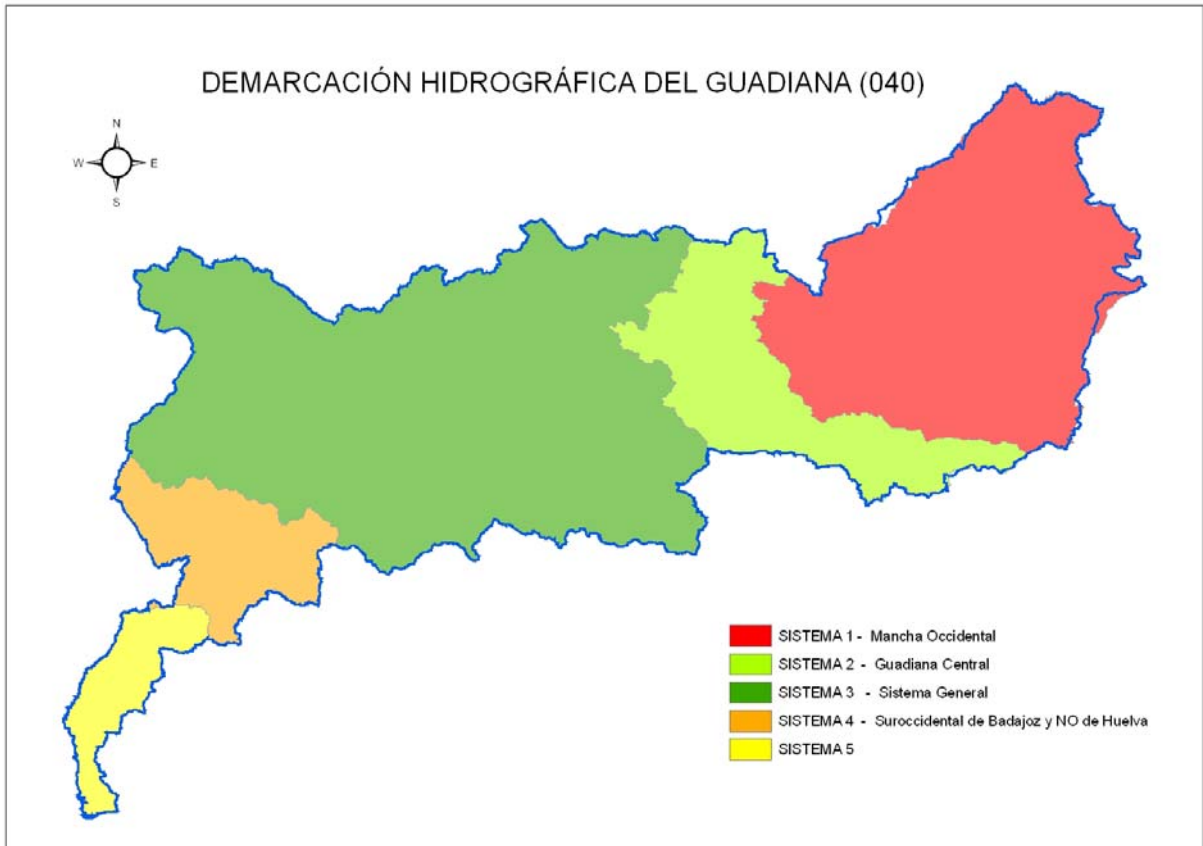 DEMARCACIÓN HIDROGRÁFICA DEL GUADIANA (040)
N
W E
S
SISTEMA 1 - Mancha Occidental
SISTEMA 2 - Guadiana Central
SISTEMA 3 - Sistema General
SISTEMA 4 - Suroccidental de Badajoz y NO de Huelva
SISTEMA 5